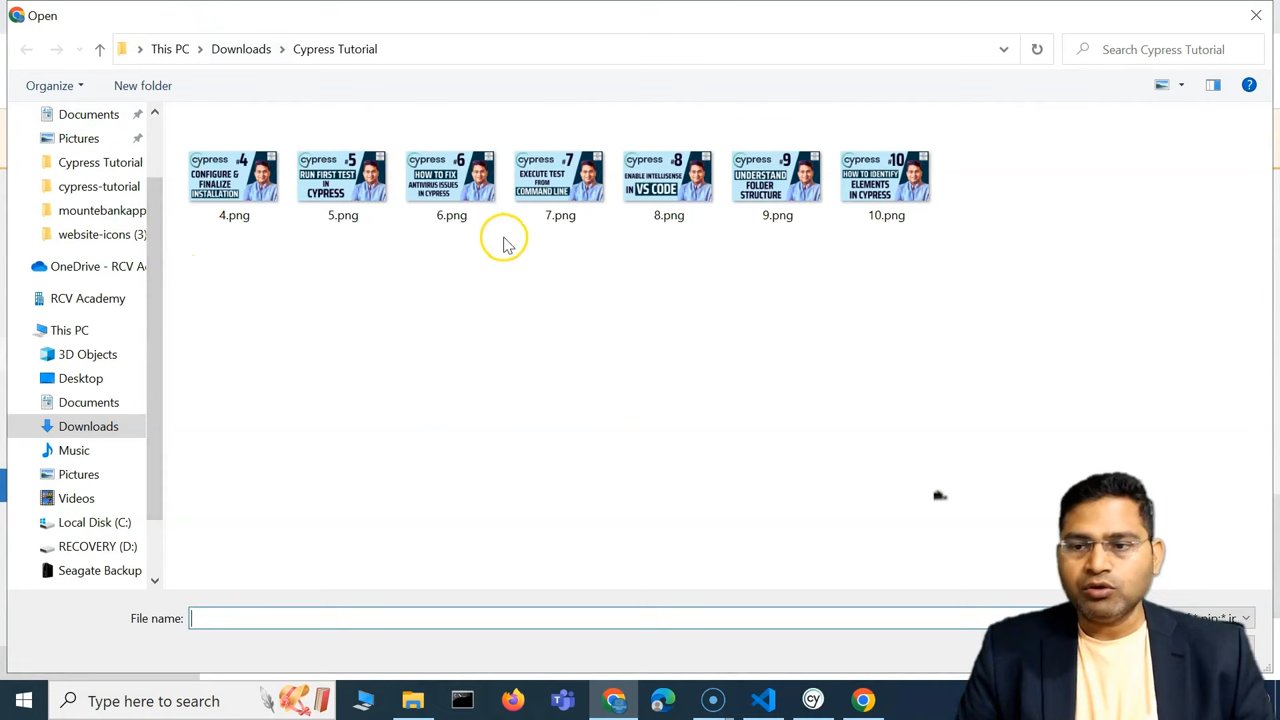 Open
This PC > Downloads > Cypress Tutorial
Search Cypress Tutorial
Organize
New folder
Documents
Pictures
Cypress Tutorial
cypress-tutorial
mountebankapp
website-icons (3)
OneDrive - RCV A
RCV Academy
This PC
3D Objects
Desktop
Documents
Downloads
Music
Pictures
Videos
Local Disk (C:)
RECOVERY (D:)
Seagate Backup
cypress #4
CONFIGURE &
FINALIZE
INSTALLATION
4.png
cypress #5
RUN FIRST TEST IN
CYPRESS
5.png
cypress #6
HOW TO FIX
ANTIVIRUS ISSUES
IN CYPRESS
6.png
cypress #7
EXECUTE TEST
FROM
COMMAND LINE
7.png
cypress #8
ENABLE INTELLISENSE
IN VS CODE
8.png
cypress #9
UNDERSTAND
FOLDER
STRUCTURE
9.png
cypress #10
HOW TO IDENTIFY
ELEMENTS
IN CYPRESS
10.png
File name:
Type here to search
CY